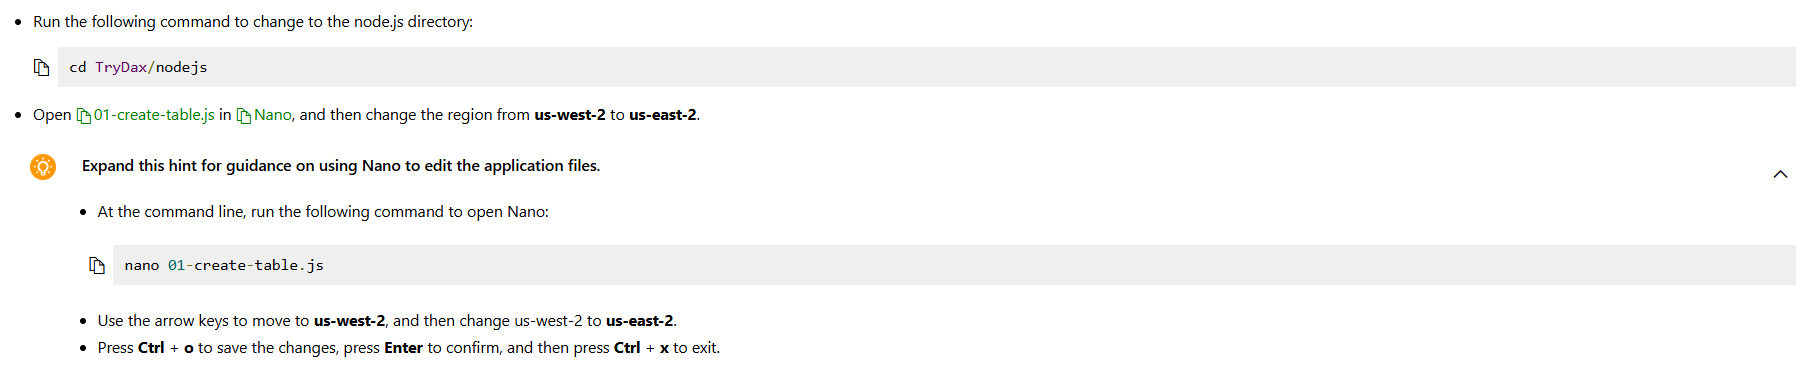 Run the following command to change to the node.js directory:
cd TryDax/nodejs
Open 01-create-table.js in Nano, and then change the region from us-west-2 to us-east-2.
Expand this hint for guidance on using Nano to edit the application files.
At the command line, run the following command to open Nano:
nano 01-create-table.js
Use the arrow keys to move to us-west-2, and then change us-west-2 to us-east-2.
Press Ctrl + o to save the changes, press Enter to confirm, and then press Ctrl + x to exit.